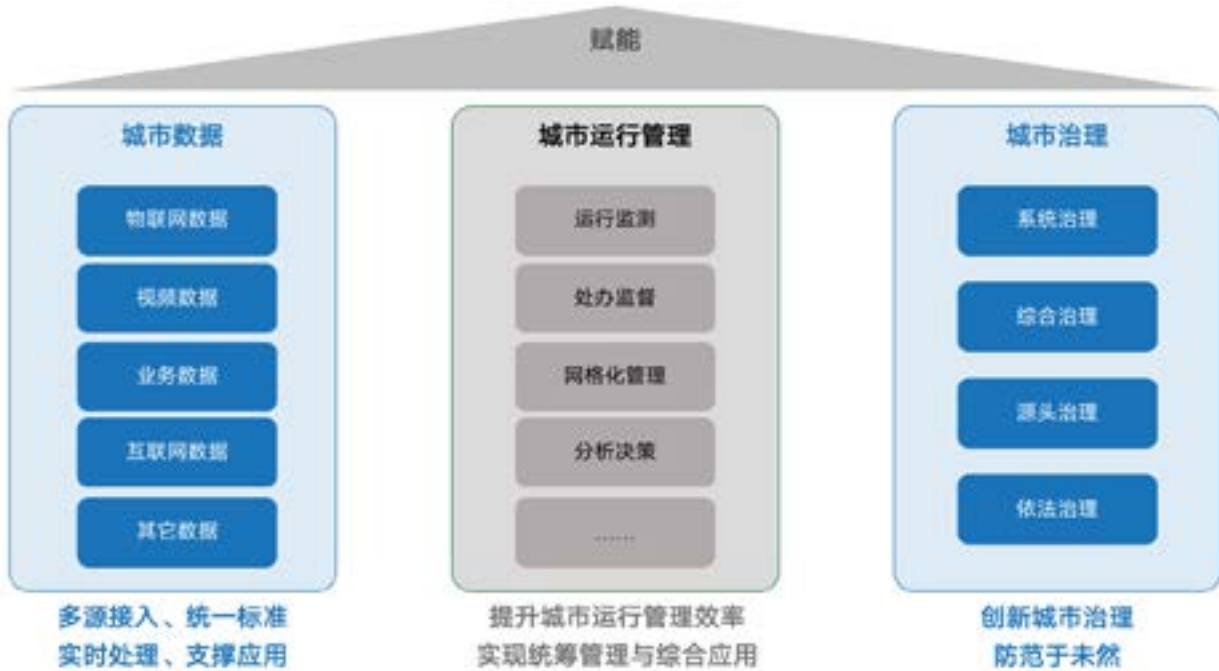 赋能
城市数据
物联网数据
视频数据
业务数据
互联网数据
其它数据
多源接入、统一标准
实时处理、支撑应用
城市运行管理
运行监测
处办监督
网格化管理
分析决策
......
提升城市运行管理效率
实现统筹管理与综合应用
城市治理
系统治理
综合治理
源头治理
依法治理
创新城市治理
防范于未然